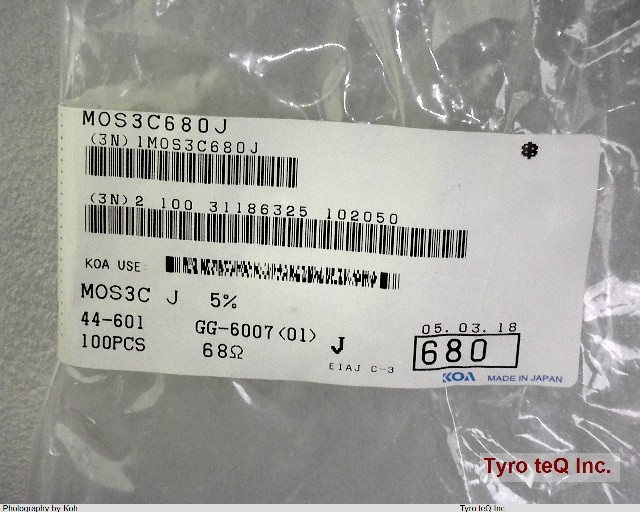 MOS3C680J
(3N)1MOS3C680J
(3N)2 100 31186325 102050
KOA USE
MOS3C J 5%
44-601 GG-6007(01) J 05.03.18
100PCS 68Ω EIAJ C-3 680
KOA MADE IN JAPAN
Tyro teQ Inc.
Photography by Koh Tyro teQ Inc